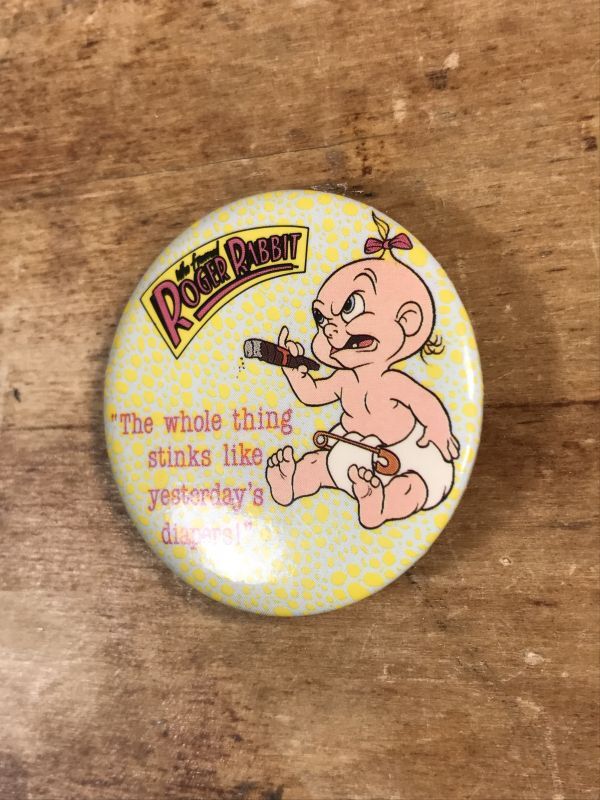 who framed
ROGER RABBIT
"The whole thing
stinks like
yesterday's
diapers!"